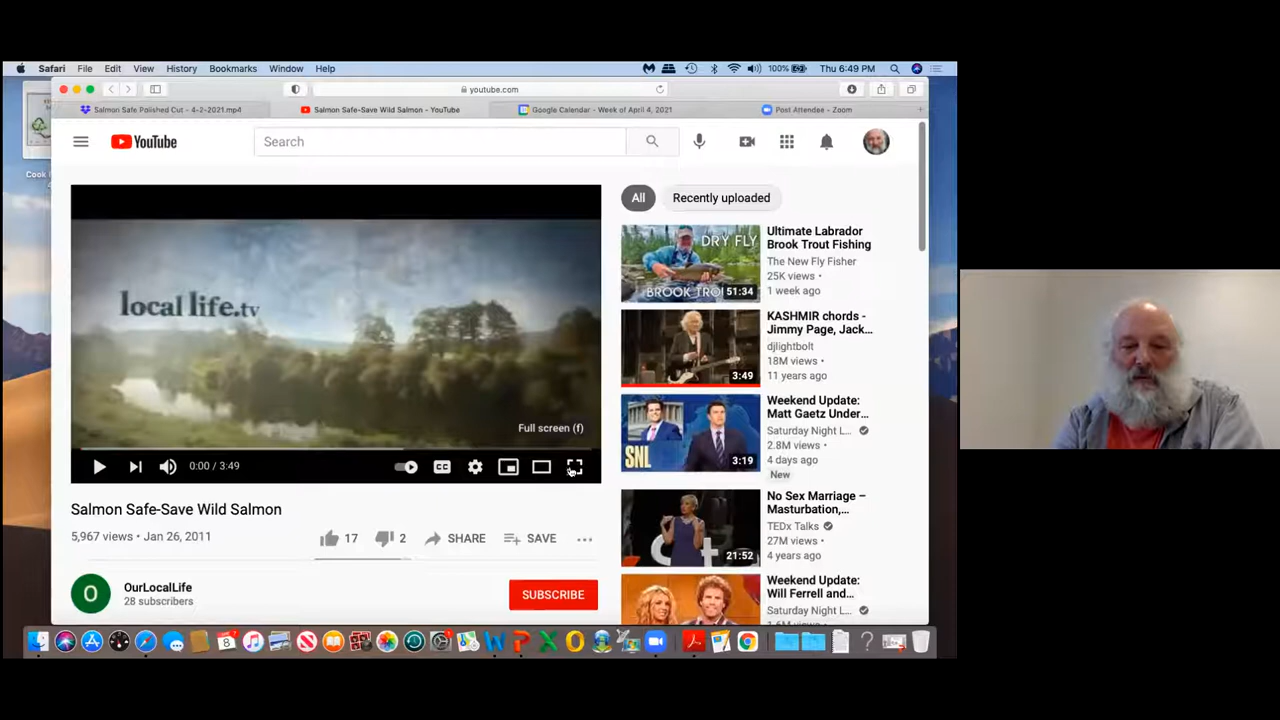 Safari File Edit View History Bookmarks Window Help 100% Thu 6:49 PM
youtube.com
Salmon Safe Polished Cut - 4-2-2021.mp4 Salmon Safe-Save Wild Salmon - YouTube Google Calendar - Week of April 4, 2021 Post Attendee - Zoom
YouTube Search
Cook
local life.tv
Full screen (f)
0:00 / 3:49 CC
Salmon Safe-Save Wild Salmon
5,967 views • Jan 26, 2011 17 2 SHARE SAVE
O OurLocalLife
28 subscribers
SUBSCRIBE
All Recently uploaded
DRY FLY
51:34
Ultimate Labrador
Brook Trout Fishing
The New Fly Fisher
25K views •
1 week ago
3:49
KASHMIR chords -
Jimmy Page, Jack...
djlightbolt
18M views •
11 years ago
SNL
3:19
Weekend Update:
Matt Gaetz Under...
Saturday Night L...
2.8M views •
4 days ago
New
21:52
No Sex Marriage –
Masturbation,...
TEDx Talks
27M views •
4 years ago
Weekend Update:
Will Ferrell and...
Saturday Night L...
8